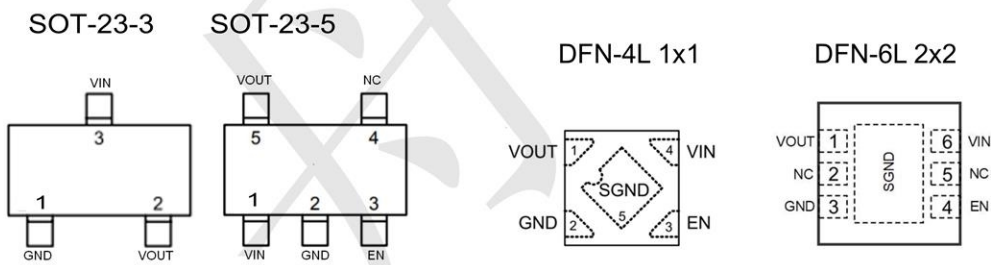 SOT-23-3
SOT-23-5
DFN-4L 1x1
DFN-6L 2x2
VIN
3
1
2
GND
VOUT
VOUT
NC
5
4
1
2
3
VIN
GND
EN
VOUT
1
4
VIN
SGND
GND
2
5
3
EN
VOUT
1
6
VIN
NC
2
SGND
5
NC
GND
3
4
EN